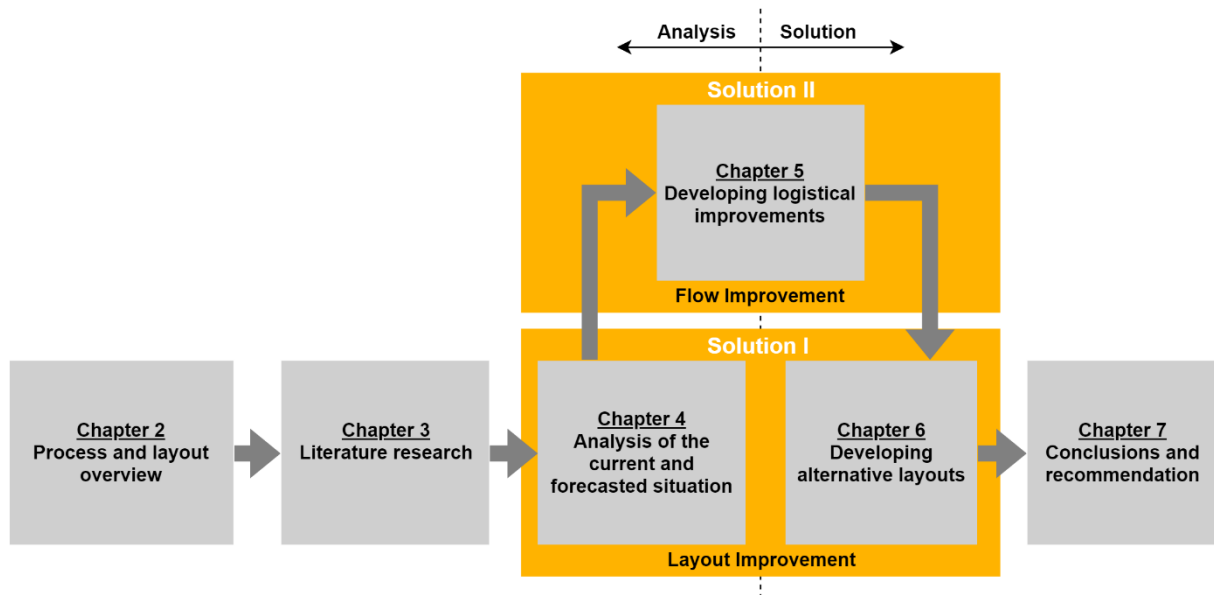 Analysis
Solution
Solution II
Chapter 5
Developing logistical
improvements
Flow Improvement
Solution I
Chapter 2
Process and layout
overview
Chapter 3
Literature research
Chapter 4
Analysis of the
current and
forecasted situation
Chapter 6
Developing
alternative layouts
Chapter 7
Conclusions and
recommendation
Layout Improvement